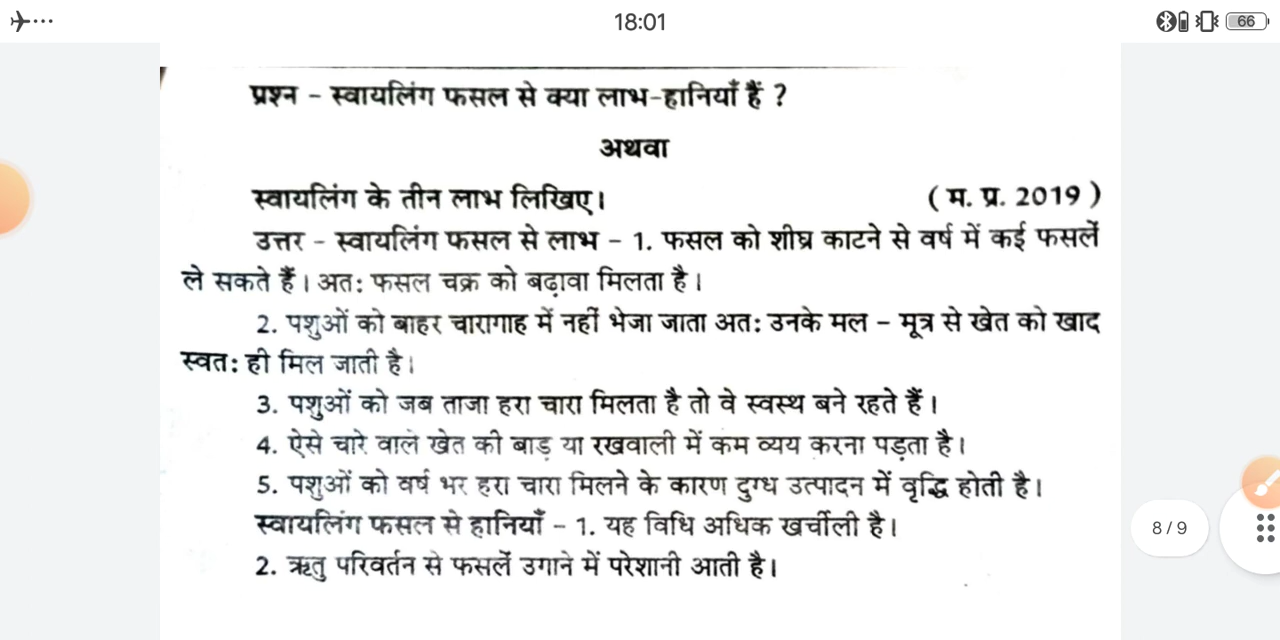 18:01
66
प्रश्न - स्वायलिंग फसल से क्या लाभ-हानियाँ हैं ?
अथवा
स्वायलिंग के तीन लाभ लिखिए। ( म. प्र. 2019 )
उत्तर - स्वायलिंग फसल से लाभ - 1. फसल को शीघ्र काटने से वर्ष में कई फसलें
ले सकते हैं। अतः फसल चक्र को बढ़ावा मिलता है।
2. पशुओं को बाहर चारागाह में नहीं भेजा जाता अतः उनके मल - मूत्र से खेत को खाद
स्वतः ही मिल जाती है।
3. पशुओं को जब ताजा हरा चारा मिलता है तो वे स्वस्थ बने रहते हैं।
4. ऐसे चारे वाले खेत की बाड़ या रखवाली में कम व्यय करना पड़ता है।
5. पशुओं को वर्ष भर हरा चारा मिलने के कारण दुग्ध उत्पादन में वृद्धि होती है।
स्वायलिंग फसल से हानियाँ - 1. यह विधि अधिक खर्चीली है।
2. ऋतु परिवर्तन से फसलें उगाने में परेशानी आती है।
8/9